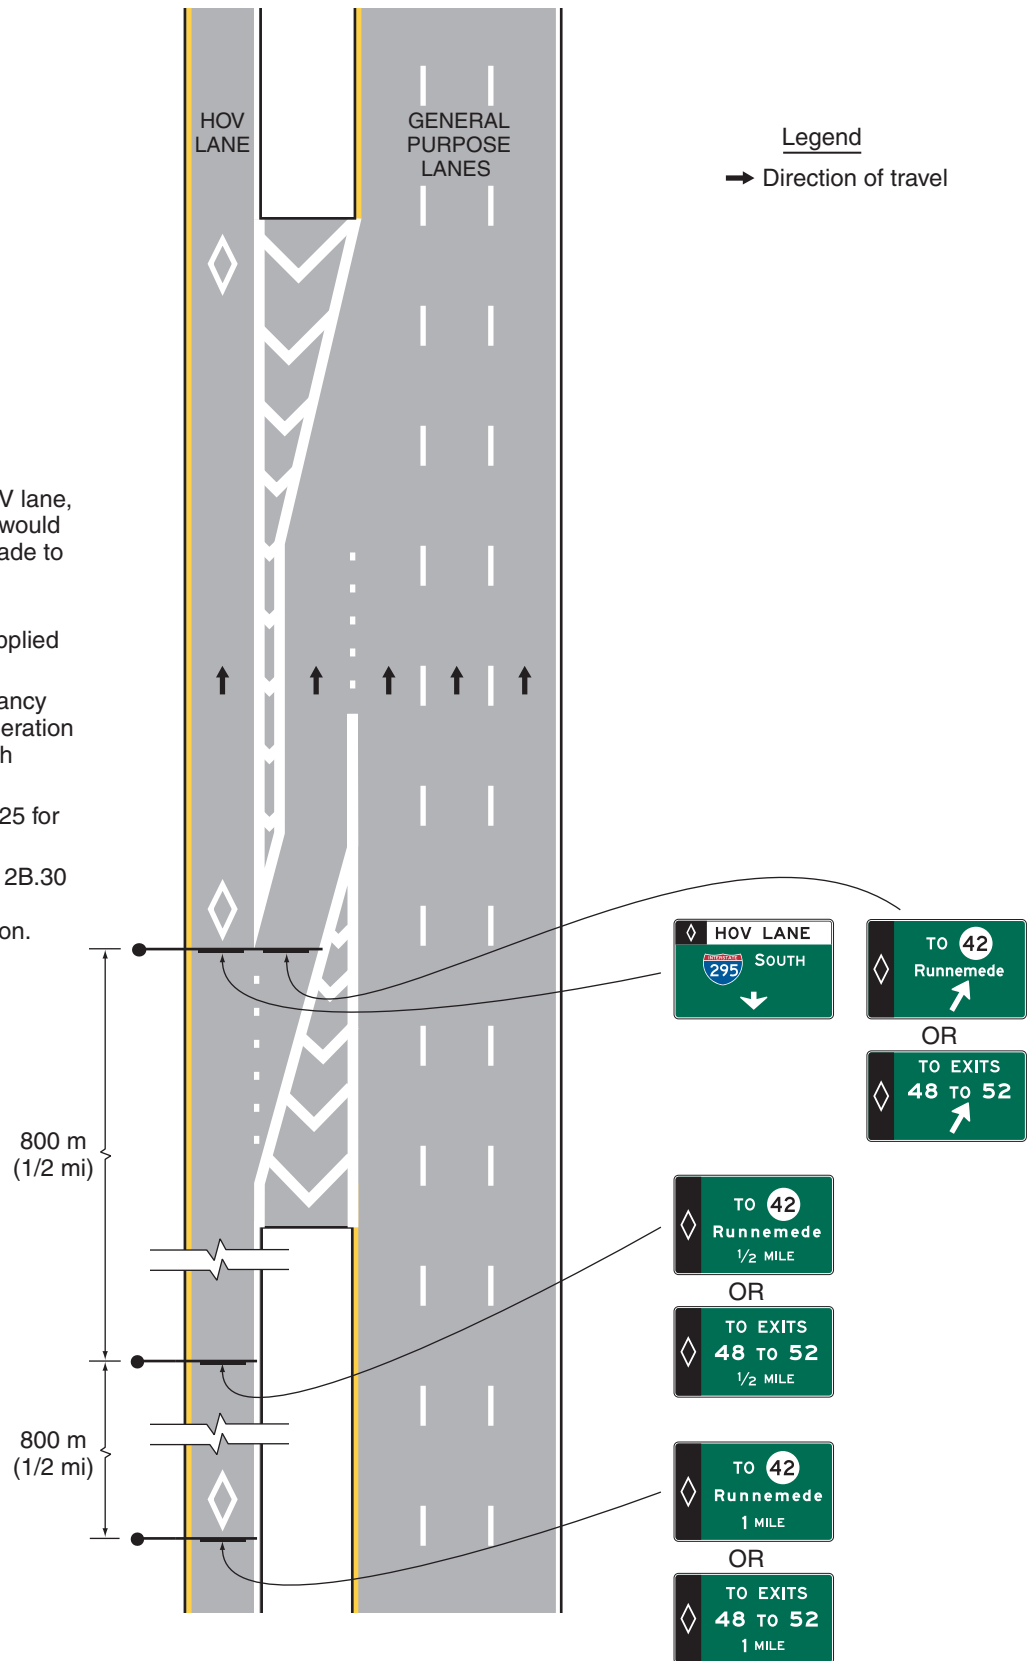 HOV
LANE
GENERAL
PURPOSE
LANES
Legend
Direction of travel
V lane,
would
ade to
pplied
ancy
eration
h
25 for
2B.30
on.
HOV LANE
INTERSTATE
295
SOUTH
TO 42
Runnemede
OR
TO EXITS
48 TO 52
800 m
(1/2 mi)
TO 42
Runnemede
1/2 MILE
OR
TO EXITS
48 TO 52
1/2 MILE
800 m
(1/2 mi)
TO 42
Runnemede
1 MILE
OR
TO EXITS
48 TO 52
1 MILE